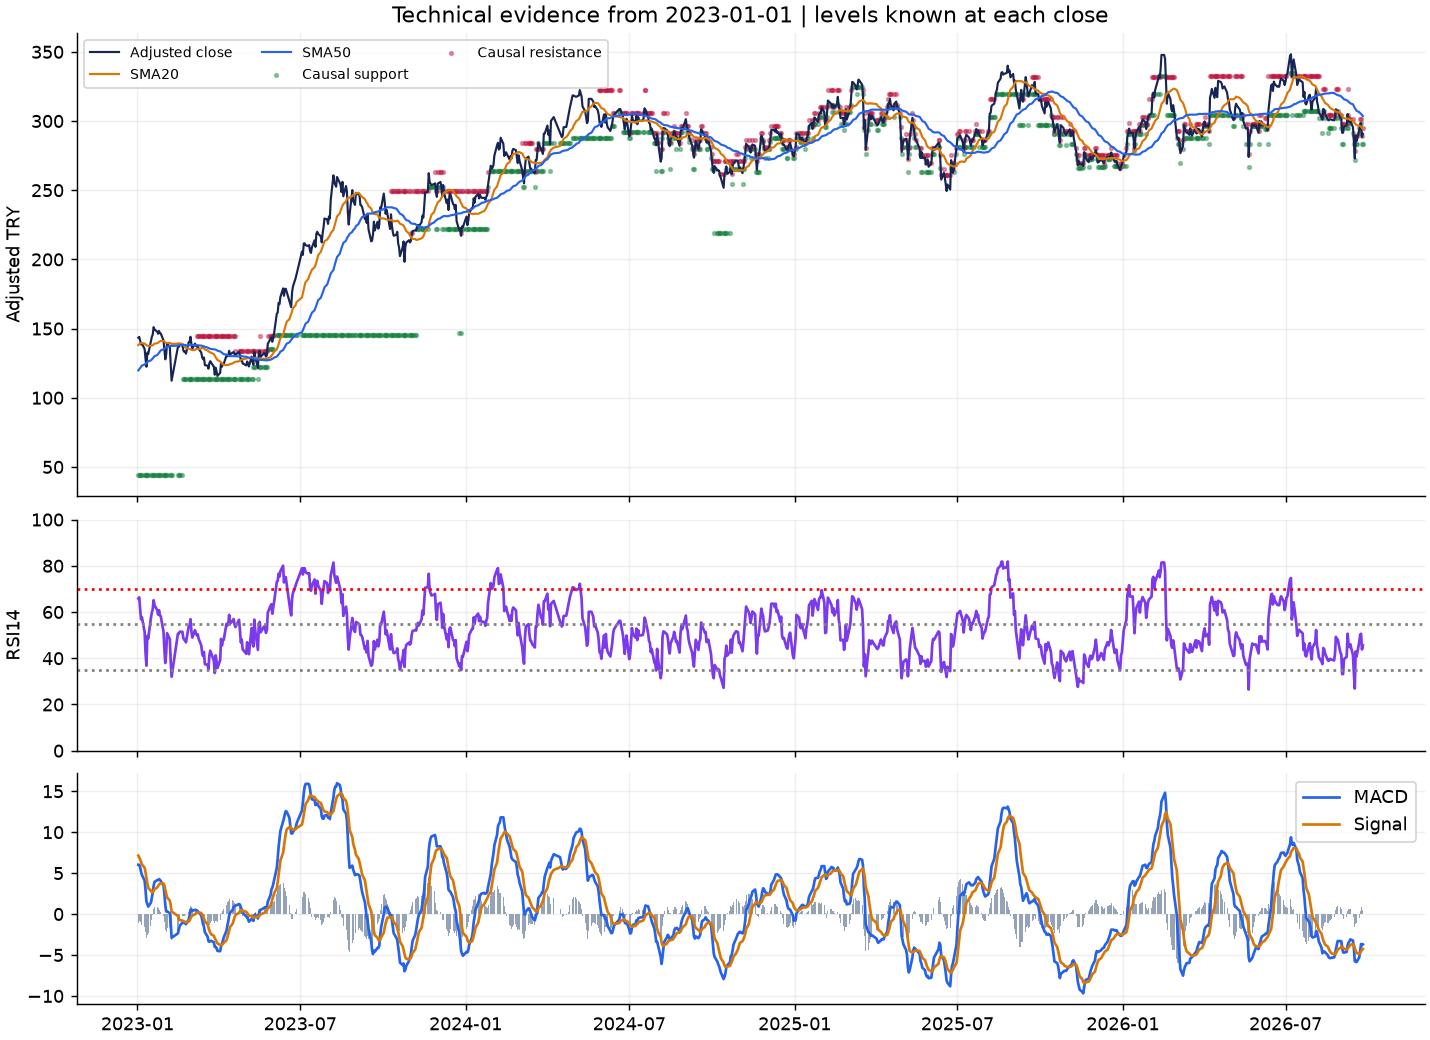 Technical evidence from 2023-01-01 | levels known at each close
Adjusted close
SMA20
SMA50
Causal support
Causal resistance
Adjusted TRY
350
300
250
200
150
100
50
RSI14
100
80
60
40
20
0
MACD
Signal
15
10
5
0
−5
−10
2023-01
2023-07
2024-01
2024-07
2025-01
2025-07
2026-01
2026-07